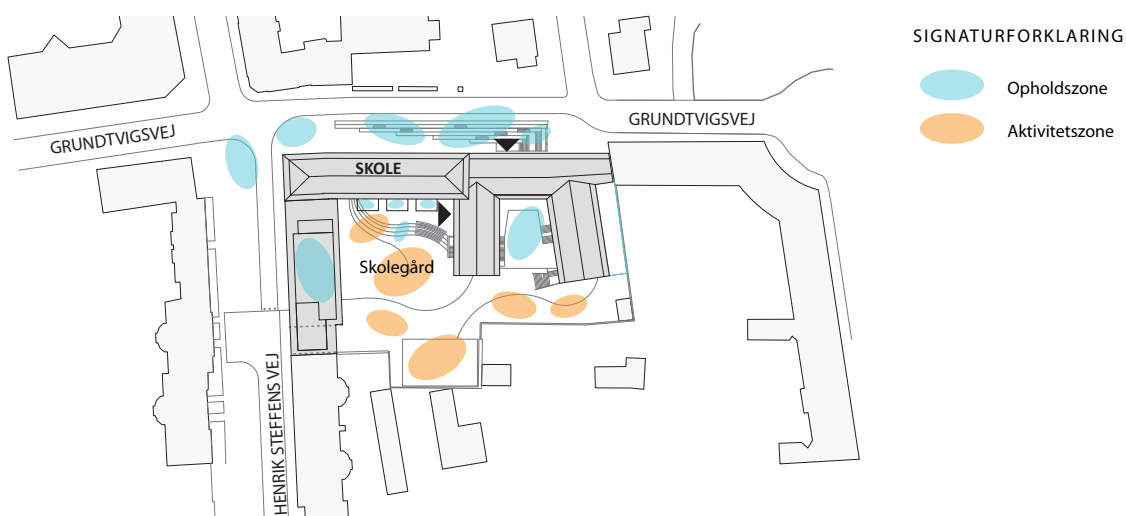 SIGNATURFORKLARING
Opholdszone
Aktivitetszone
GRUNDTVIGSVEJ
GRUNDTVIGSVEJ
SKOLE
Skolegård
HENRIK STEFFENS VEJ